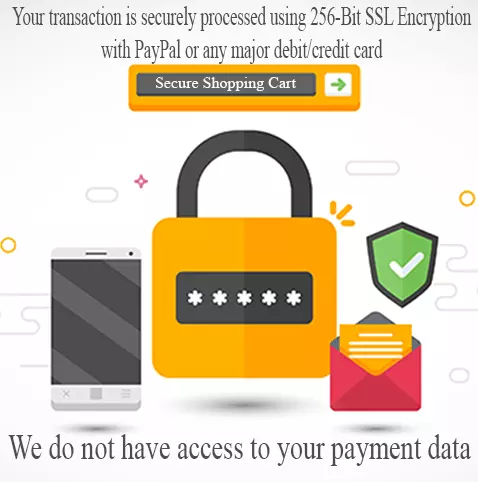 Your transaction is securely processed using 256-Bit SSL Encryption
with PayPal or any major debit/credit card
Secure Shopping Cart
*****
We do not have access to your payment data